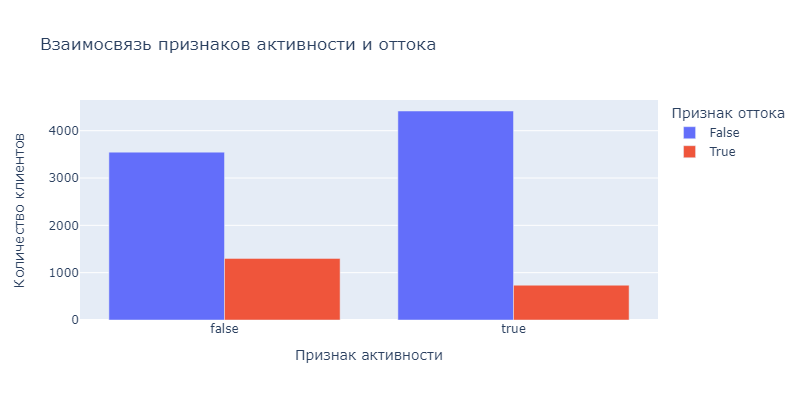 Взаимосвязь признаков активности и оттока
Количество клиентов
4000
3000
2000
1000
0
false
true
Признак активности
Признак оттока
False
True